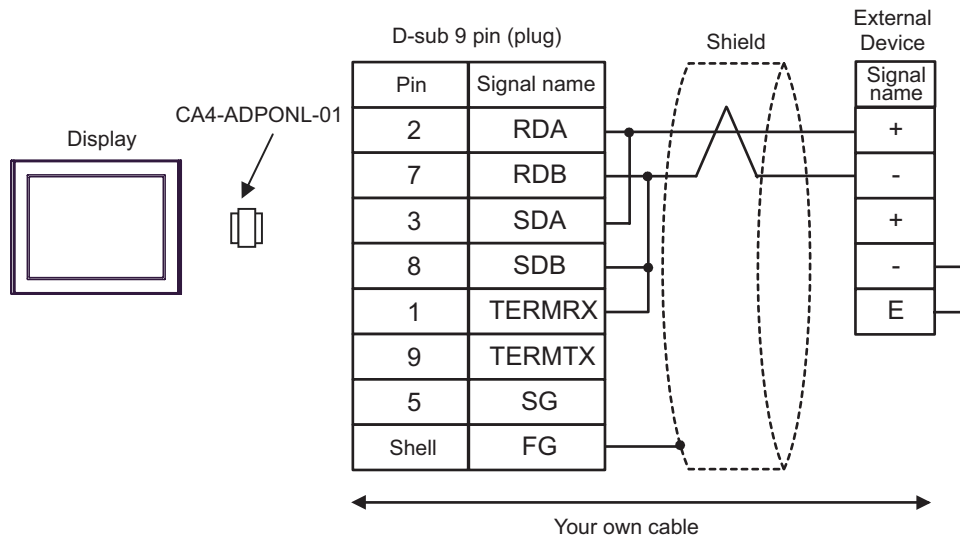 D-sub 9 pin (plug)
Shield
External
Device
Display
CA4-ADPONL-01
Pin Signal name
2 RDA
7 RDB
3 SDA
8 SDB
1 TERMRX
9 TERMTX
5 SG
Shell FG
Signal
name
+
-
+
-
E
Your own cable